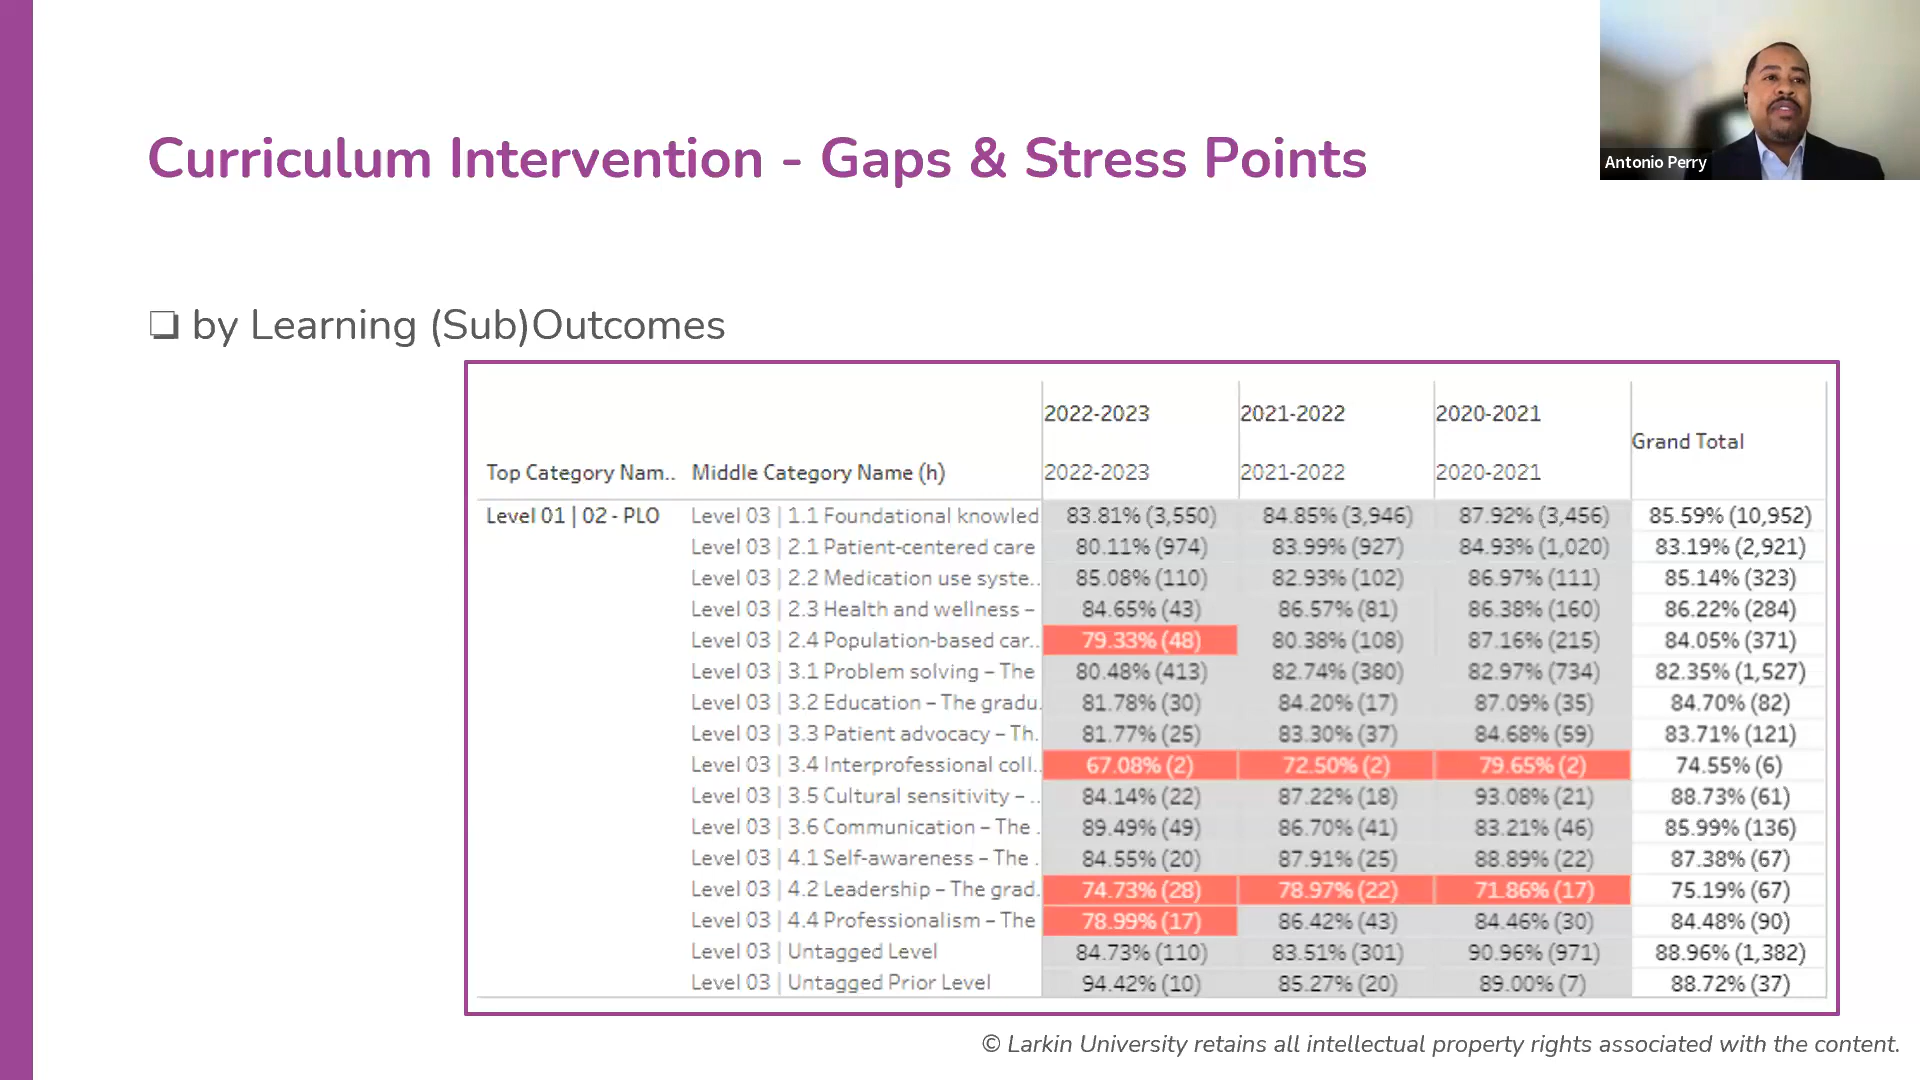 Curriculum Intervention - Gaps & Stress Points
Antonio Perry
❏ by Learning (Sub)Outcomes
2022-2023 2021-2022 2020-2021
Grand Total
Top Category Nam.. Middle Category Name (h) 2022-2023 2021-2022 2020-2021
Level 01 | 02 - PLO Level 03 | 1.1 Foundational knowled 83.81% (3,550) 84.85% (3,946) 87.92% (3,456) 85.59% (10,952)
Level 03 | 2.1 Patient-centered care 80.11% (974) 83.99% (927) 84.93% (1,020) 83.19% (2,921)
Level 03 | 2.2 Medication use syste.. 85.08% (110) 82.93% (102) 86.97% (111) 85.14% (323)
Level 03 | 2.3 Health and wellness – 84.65% (43) 86.57% (81) 86.38% (160) 86.22% (284)
Level 03 | 2.4 Population-based car.. 79.33% (48) 80.38% (108) 87.16% (215) 84.05% (371)
Level 03 | 3.1 Problem solving – The 80.48% (413) 82.74% (380) 82.97% (734) 82.35% (1,527)
Level 03 | 3.2 Education – The gradu. 81.78% (30) 84.20% (17) 87.09% (35) 84.70% (82)
Level 03 | 3.3 Patient advocacy – Th. 81.77% (25) 83.30% (37) 84.68% (59) 83.71% (121)
Level 03 | 3.4 Interprofessional coll.. 67.08% (2) 72.50% (2) 79.65% (2) 74.55% (6)
Level 03 | 3.5 Cultural sensitivity – .. 84.14% (22) 87.22% (18) 93.08% (21) 88.73% (61)
Level 03 | 3.6 Communication – The . 89.49% (49) 86.70% (41) 83.21% (46) 85.99% (136)
Level 03 | 4.1 Self-awareness – The . 84.55% (20) 87.91% (25) 88.89% (22) 87.38% (67)
Level 03 | 4.2 Leadership – The grad. 74.73% (28) 78.97% (22) 71.86% (17) 75.19% (67)
Level 03 | 4.4 Professionalism – The 78.99% (17) 86.42% (43) 84.46% (30) 84.48% (90)
Level 03 | Untagged Level 84.73% (110) 83.51% (301) 90.96% (971) 88.96% (1,382)
Level 03 | Untagged Prior Level 94.42% (10) 85.27% (20) 89.00% (7) 88.72% (37)
© Larkin University retains all intellectual property rights associated with the content.